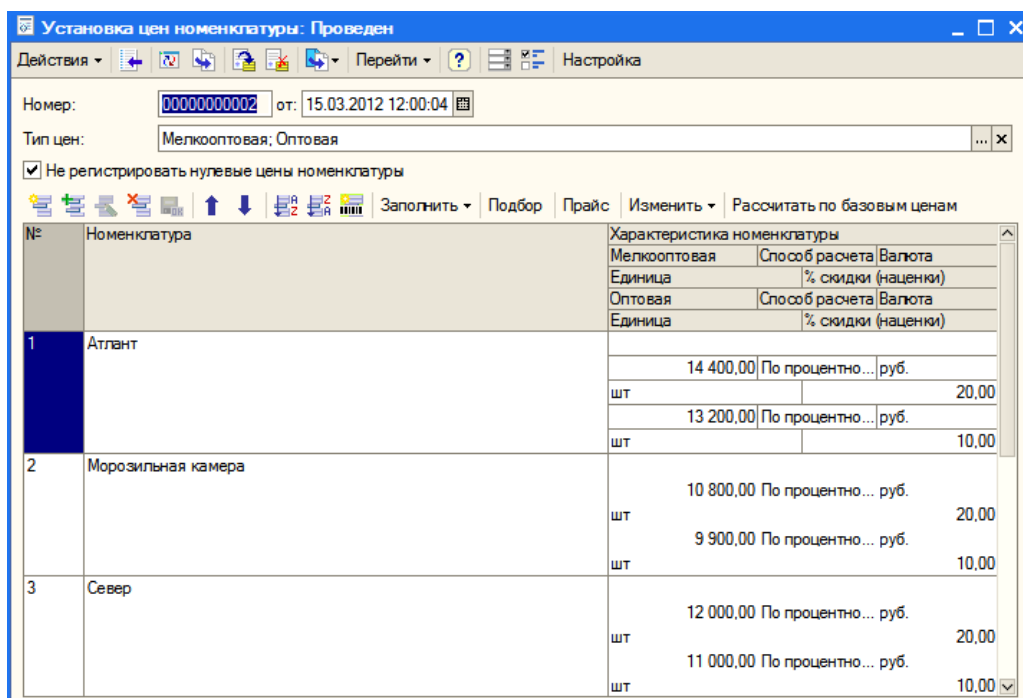 Установка цен номенклатуры: Проведен
Действия Перейти ? Настройка
Номер: 00000000002 от: 15.03.2012 12:00:04
Тип цен: Мелкооптовая; Оптовая ... x
Не регистрировать нулевые цены номенклатуры
Заполнить Подбор Прайс Изменить Рассчитать по базовым ценам
№ Номенклатура Характеристика номенклатуры
Мелкооптовая Способ расчета Валюта
Единица % скидки (наценки)
Оптовая Способ расчета Валюта
Единица % скидки (наценки)
1 Атлант
14 400,00 По процентно... руб.
шт 20,00
13 200,00 По процентно... руб.
шт 10,00
2 Морозильная камера
10 800,00 По процентно... руб.
шт 20,00
9 900,00 По процентно... руб.
шт 10,00
3 Север
12 000,00 По процентно... руб.
шт 20,00
11 000,00 По процентно... руб.
шт 10,00